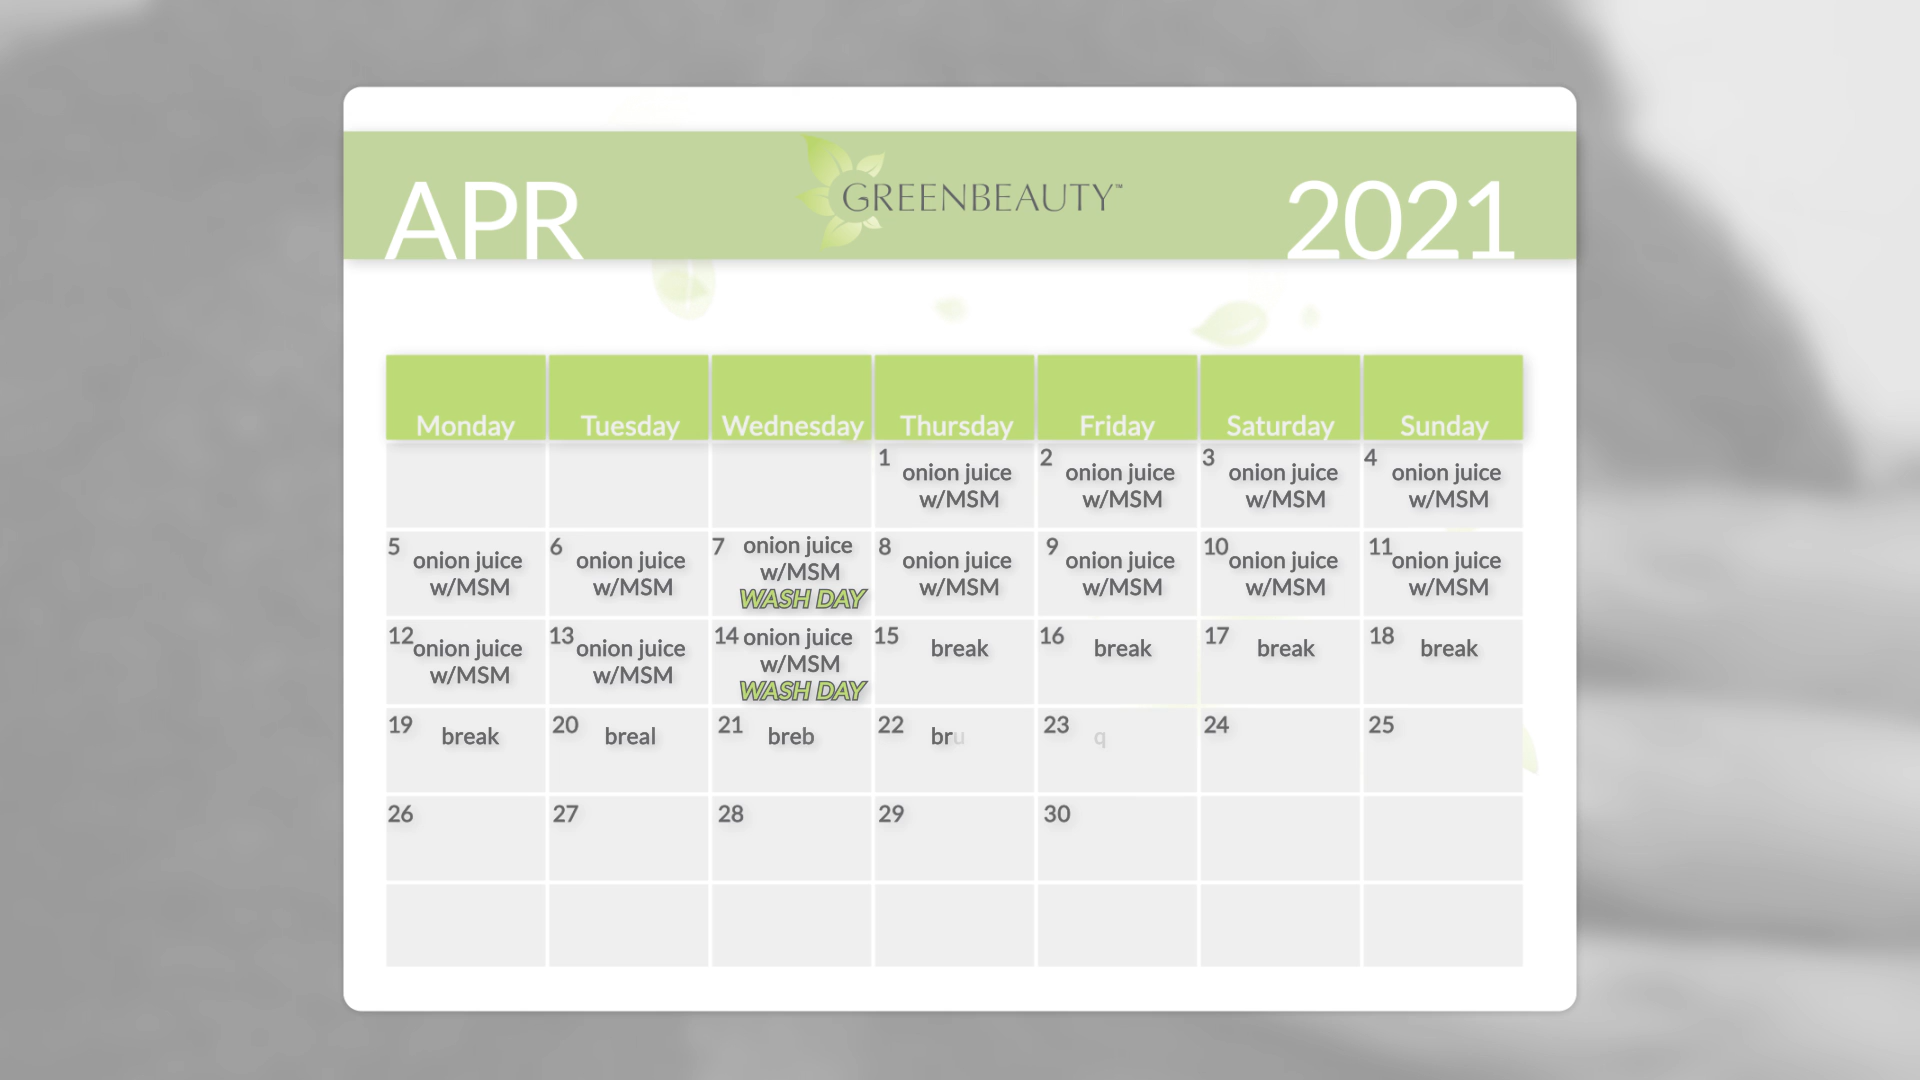 APR
GREENBEAUTY™
2021
Monday Tuesday Wednesday Thursday Friday Saturday Sunday
1 onion juice
w/MSM
2 onion juice
w/MSM
3 onion juice
w/MSM
4 onion juice
w/MSM
5 onion juice
w/MSM
6 onion juice
w/MSM
7 onion juice
w/MSM
WASH DAY
8 onion juice
w/MSM
9 onion juice
w/MSM
10 onion juice
w/MSM
11 onion juice
w/MSM
12 onion juice
w/MSM
13 onion juice
w/MSM
14 onion juice
w/MSM
WASH DAY
15 break
16 break
17 break
18 break
19 break
20 breal
21 breb
22 bru
23 q
24
25
26
27
28
29
30